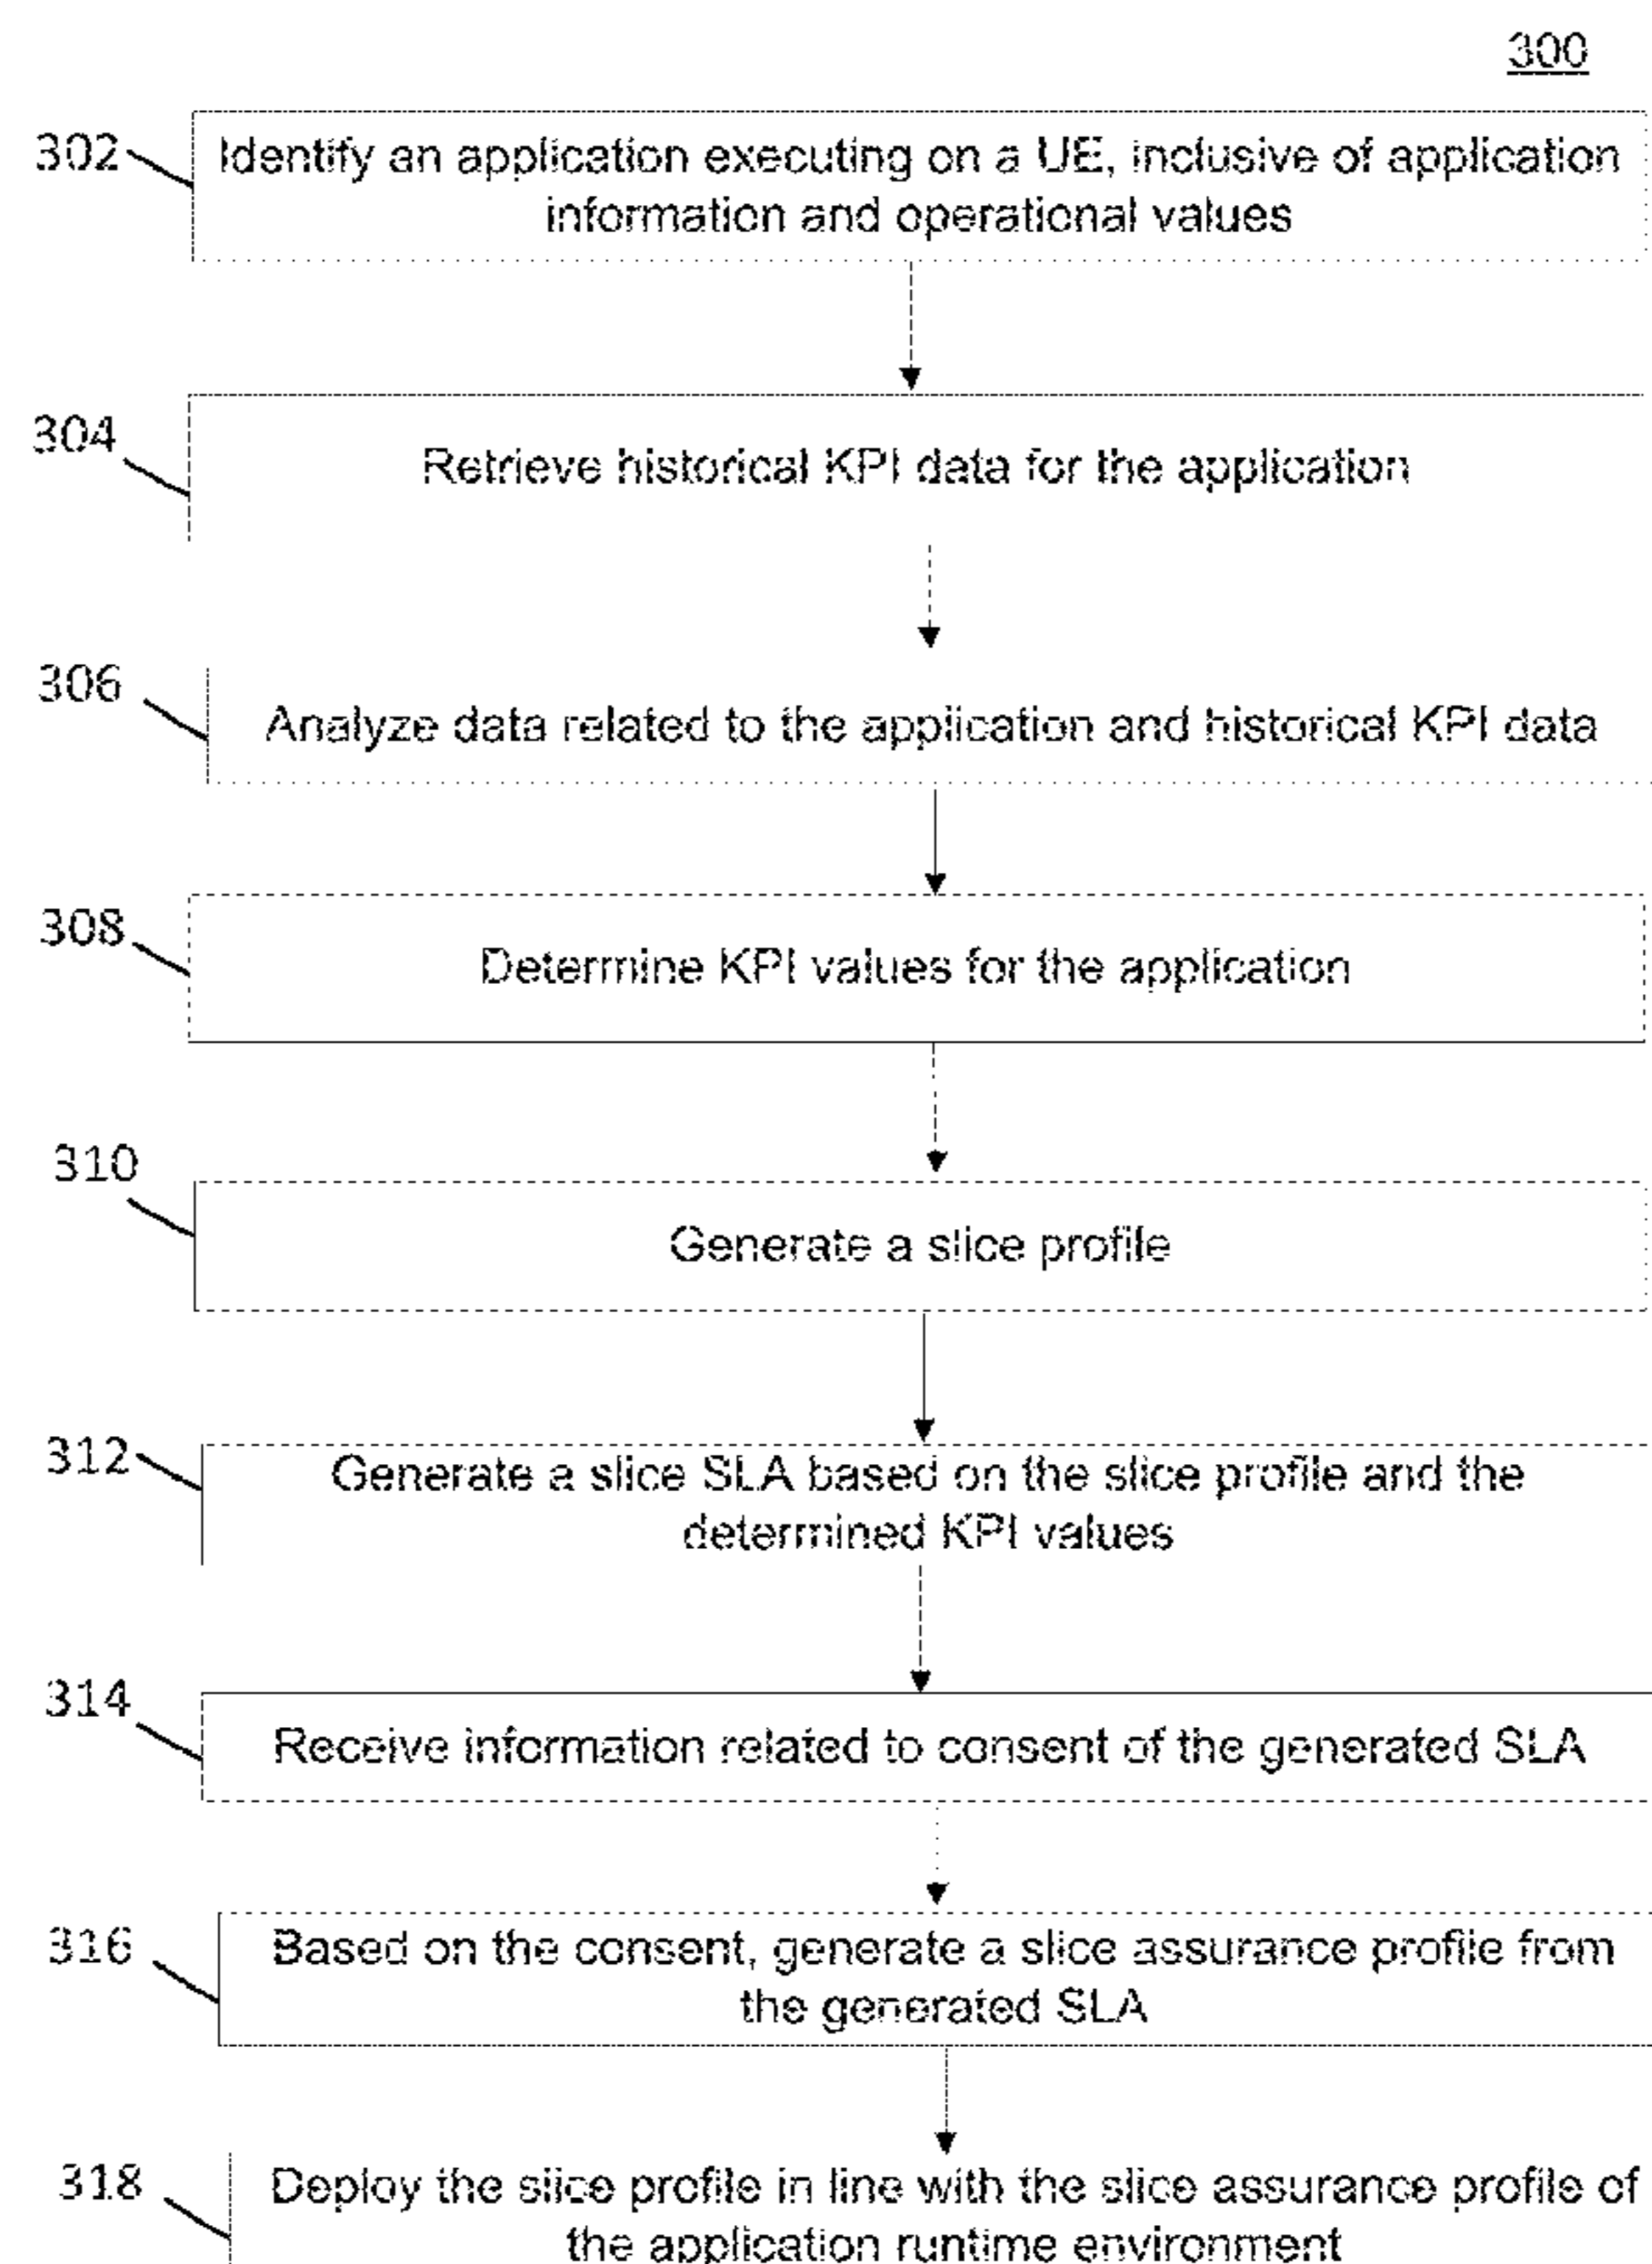 300
302
Identify an application executing on a UE, inclusive of application
information and operational values
304
Retrieve historical KPI data for the application
306
Analyze data related to the application and historical KPI data
308
Determine KPI values for the application
310
Generate a slice profile
312
Generate a slice SLA based on the slice profile and the
determined KPI values
314
Receive information related to consent of the generated SLA
316
Based on the consent, generate a slice assurance profile from
the generated SLA
318
Deploy the slice profile in line with the slice assurance profile of
the application runtime environment